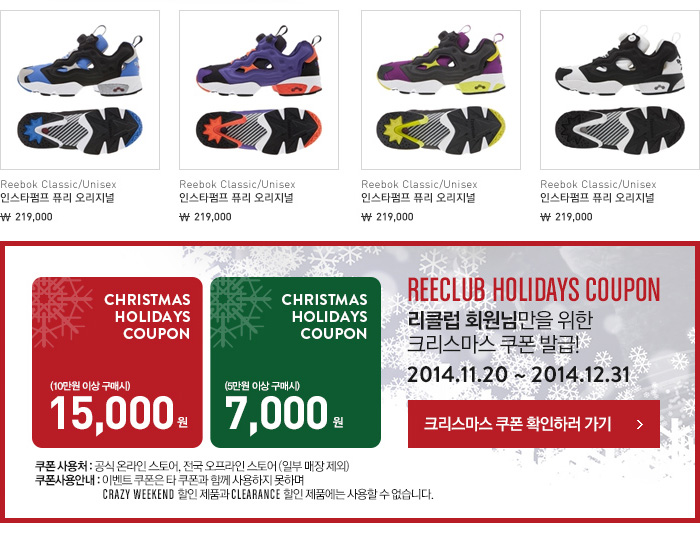 Reebok Classic/Unisex
인스타펌프 퓨리 오리지널
₩ 219,000
Reebok Classic/Unisex
인스타펌프 퓨리 오리지널
₩ 219,000
Reebok Classic/Unisex
인스타펌프 퓨리 오리지널
₩ 219,000
Reebok Classic/Unisex
인스타펌프 퓨리 오리지널
₩ 219,000
CHRISTMAS
HOLIDAYS
COUPON
(10만원 이상 구매시)
15,000원
CHRISTMAS
HOLIDAYS
COUPON
(5만원 이상 구매시)
7,000원
REECLUB HOLIDAYS COUPON
리클럽 회원님만을 위한
크리스마스 쿠폰 발급!
2014.11.20 ~ 2014.12.31
크리스마스 쿠폰 확인하러 가기 >
쿠폰 사용처 : 공식 온라인 스토어, 전국 오프라인 스토어 (일부 매장 제외)
쿠폰사용안내 : 이벤트 쿠폰은 타 쿠폰과 함께 사용하지 못하며
CRAZY WEEKEND 할인 제품과 CLEARANCE 할인 제품에는 사용할 수 없습니다.